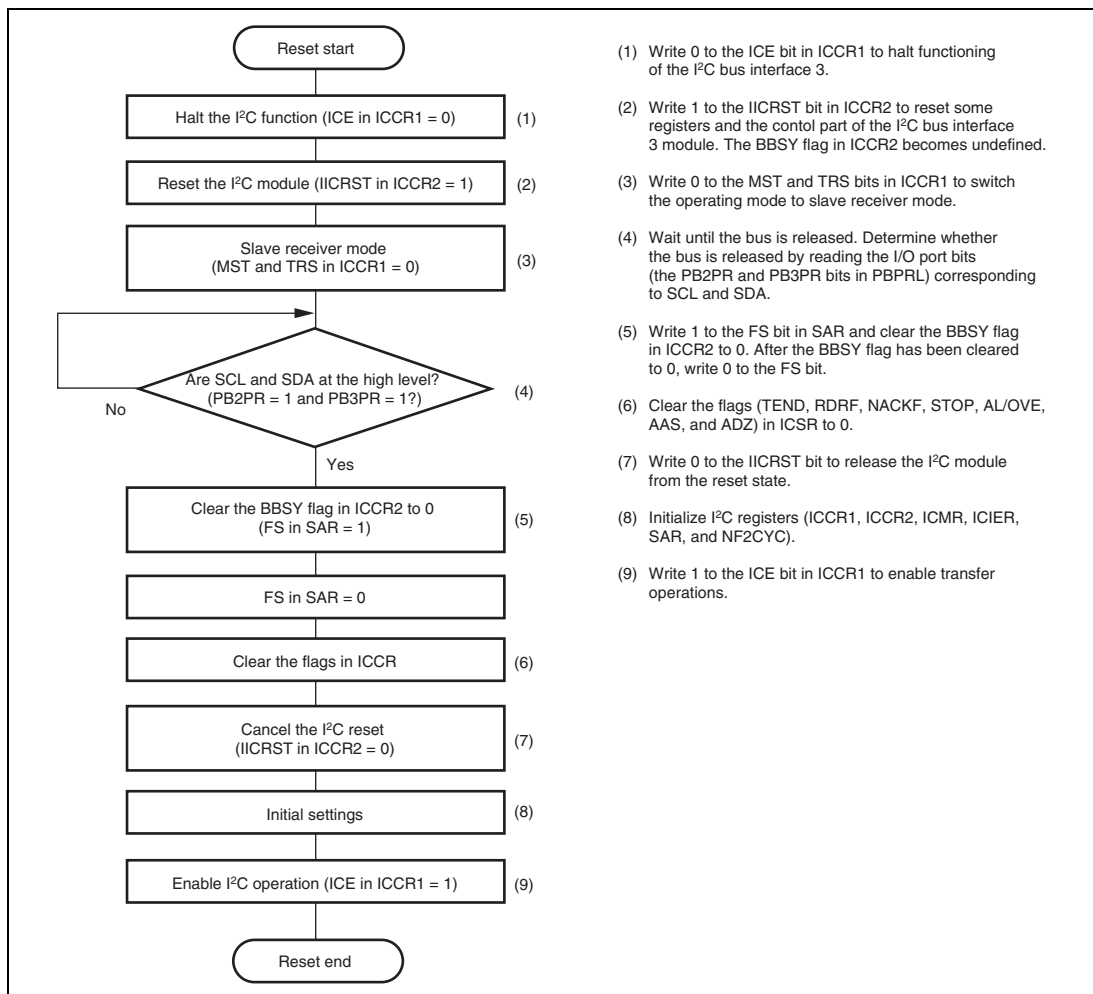 Reset start
Halt the I²C function (ICE in ICCR1 = 0)
(1)
Reset the I²C module (IICRST in ICCR2 = 1)
(2)
Slave receiver mode
(MST and TRS in ICCR1 = 0)
(3)
Are SCL and SDA at the high level?
(PB2PR = 1 and PB3PR = 1?)
(4)
No
Yes
Clear the BBSY flag in ICCR2 to 0
(FS in SAR = 1)
(5)
FS in SAR = 0
Clear the flags in ICCR
(6)
Cancel the I²C reset
(IICRST in ICCR2 = 0)
(7)
Initial settings
(8)
Enable I²C operation (ICE in ICCR1 = 1)
(9)
Reset end
(1) Write 0 to the ICE bit in ICCR1 to halt functioning
of the I²C bus interface 3.
(2) Write 1 to the IICRST bit in ICCR2 to reset some
registers and the contol part of the I²C bus interface
3 module. The BBSY flag in ICCR2 becomes undefined.
(3) Write 0 to the MST and TRS bits in ICCR1 to switch
the operating mode to slave receiver mode.
(4) Wait until the bus is released. Determine whether
the bus is released by reading the I/O port bits
(the PB2PR and PB3PR bits in PBPRL) corresponding
to SCL and SDA.
(5) Write 1 to the FS bit in SAR and clear the BBSY flag
in ICCR2 to 0. After the BBSY flag has been cleared
to 0, write 0 to the FS bit.
(6) Clear the flags (TEND, RDRF, NACKF, STOP, AL/OVE,
AAS, and ADZ) in ICSR to 0.
(7) Write 0 to the IICRST bit to release the I²C module
from the reset state.
(8) Initialize I²C registers (ICCR1, ICCR2, ICMR, ICIER,
SAR, and NF2CYC).
(9) Write 1 to the ICE bit in ICCR1 to enable transfer
operations.